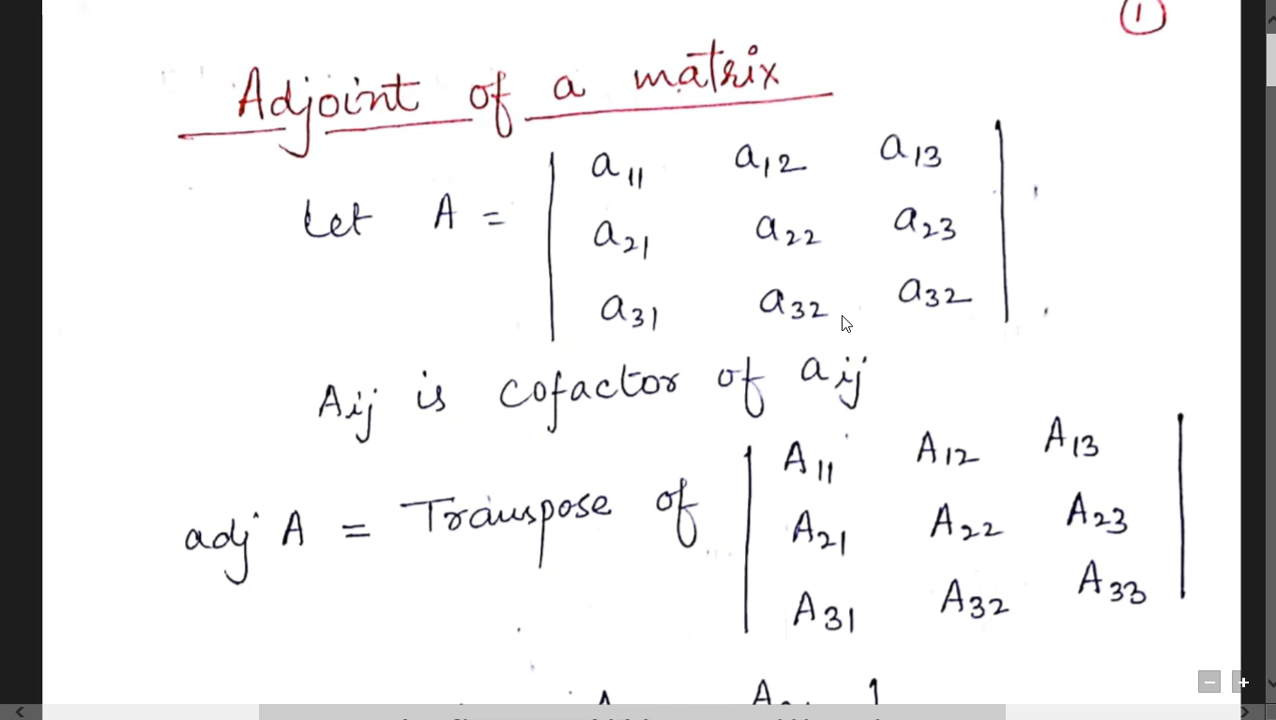 1
Adjoint of a matrix
Let A = | a11 a12 a13 |
| a21 a22 a23 |
| a31 a32 a32 |
Aij is cofactor of aij
adj A = Transpose of | A11 A12 A13 |
| A21 A22 A23 |
| A31 A32 A33 |